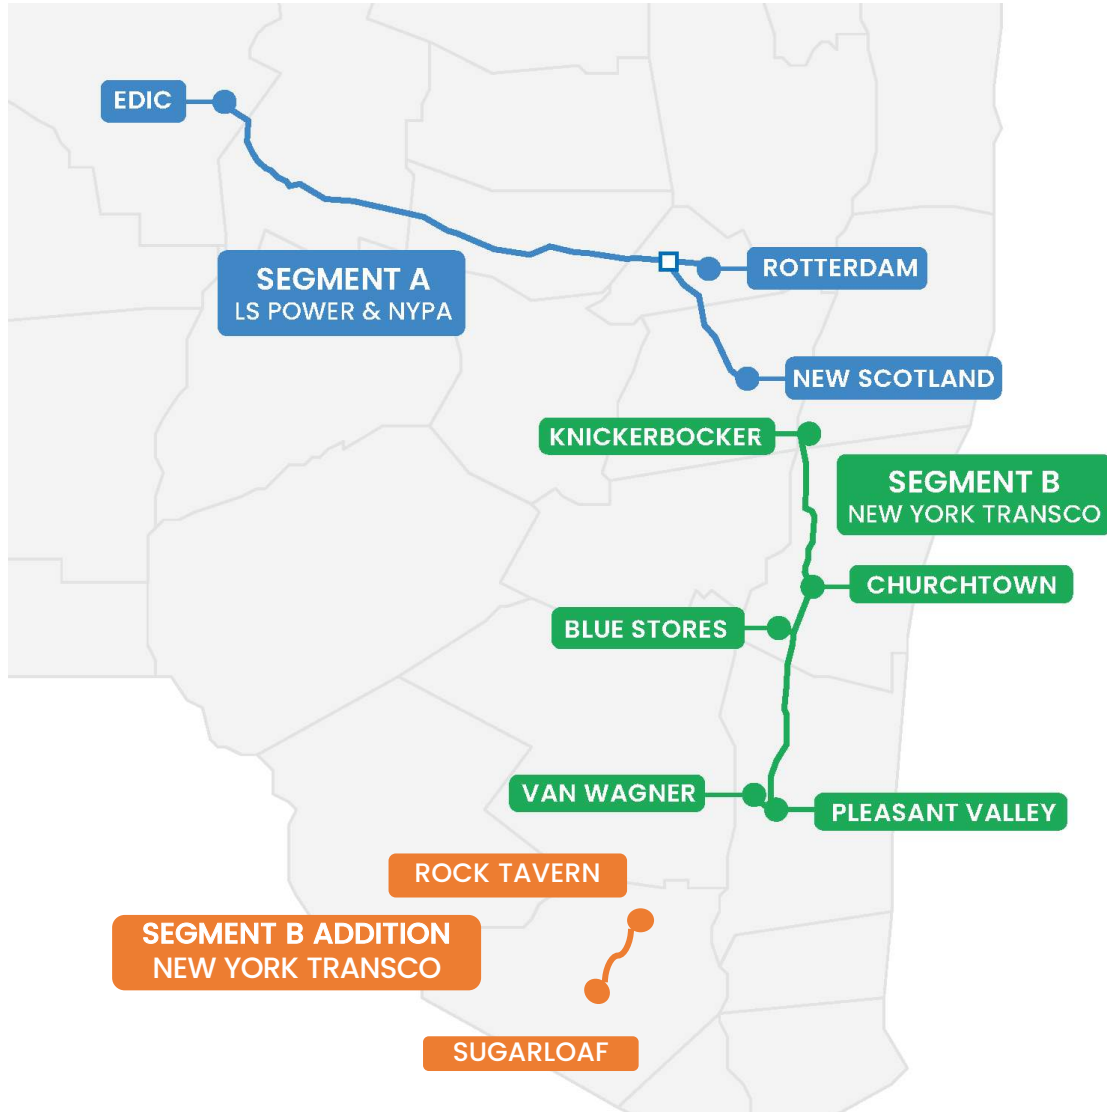 EDIC
SEGMENT A
LS POWER & NYPA
ROTTERDAM
NEW SCOTLAND
KNICKERBOCKER
SEGMENT B
NEW YORK TRANSCO
CHURCHTOWN
BLUE STORES
VAN WAGNER
PLEASANT VALLEY
ROCK TAVERN
SEGMENT B ADDITION
NEW YORK TRANSCO
SUGARLOAF